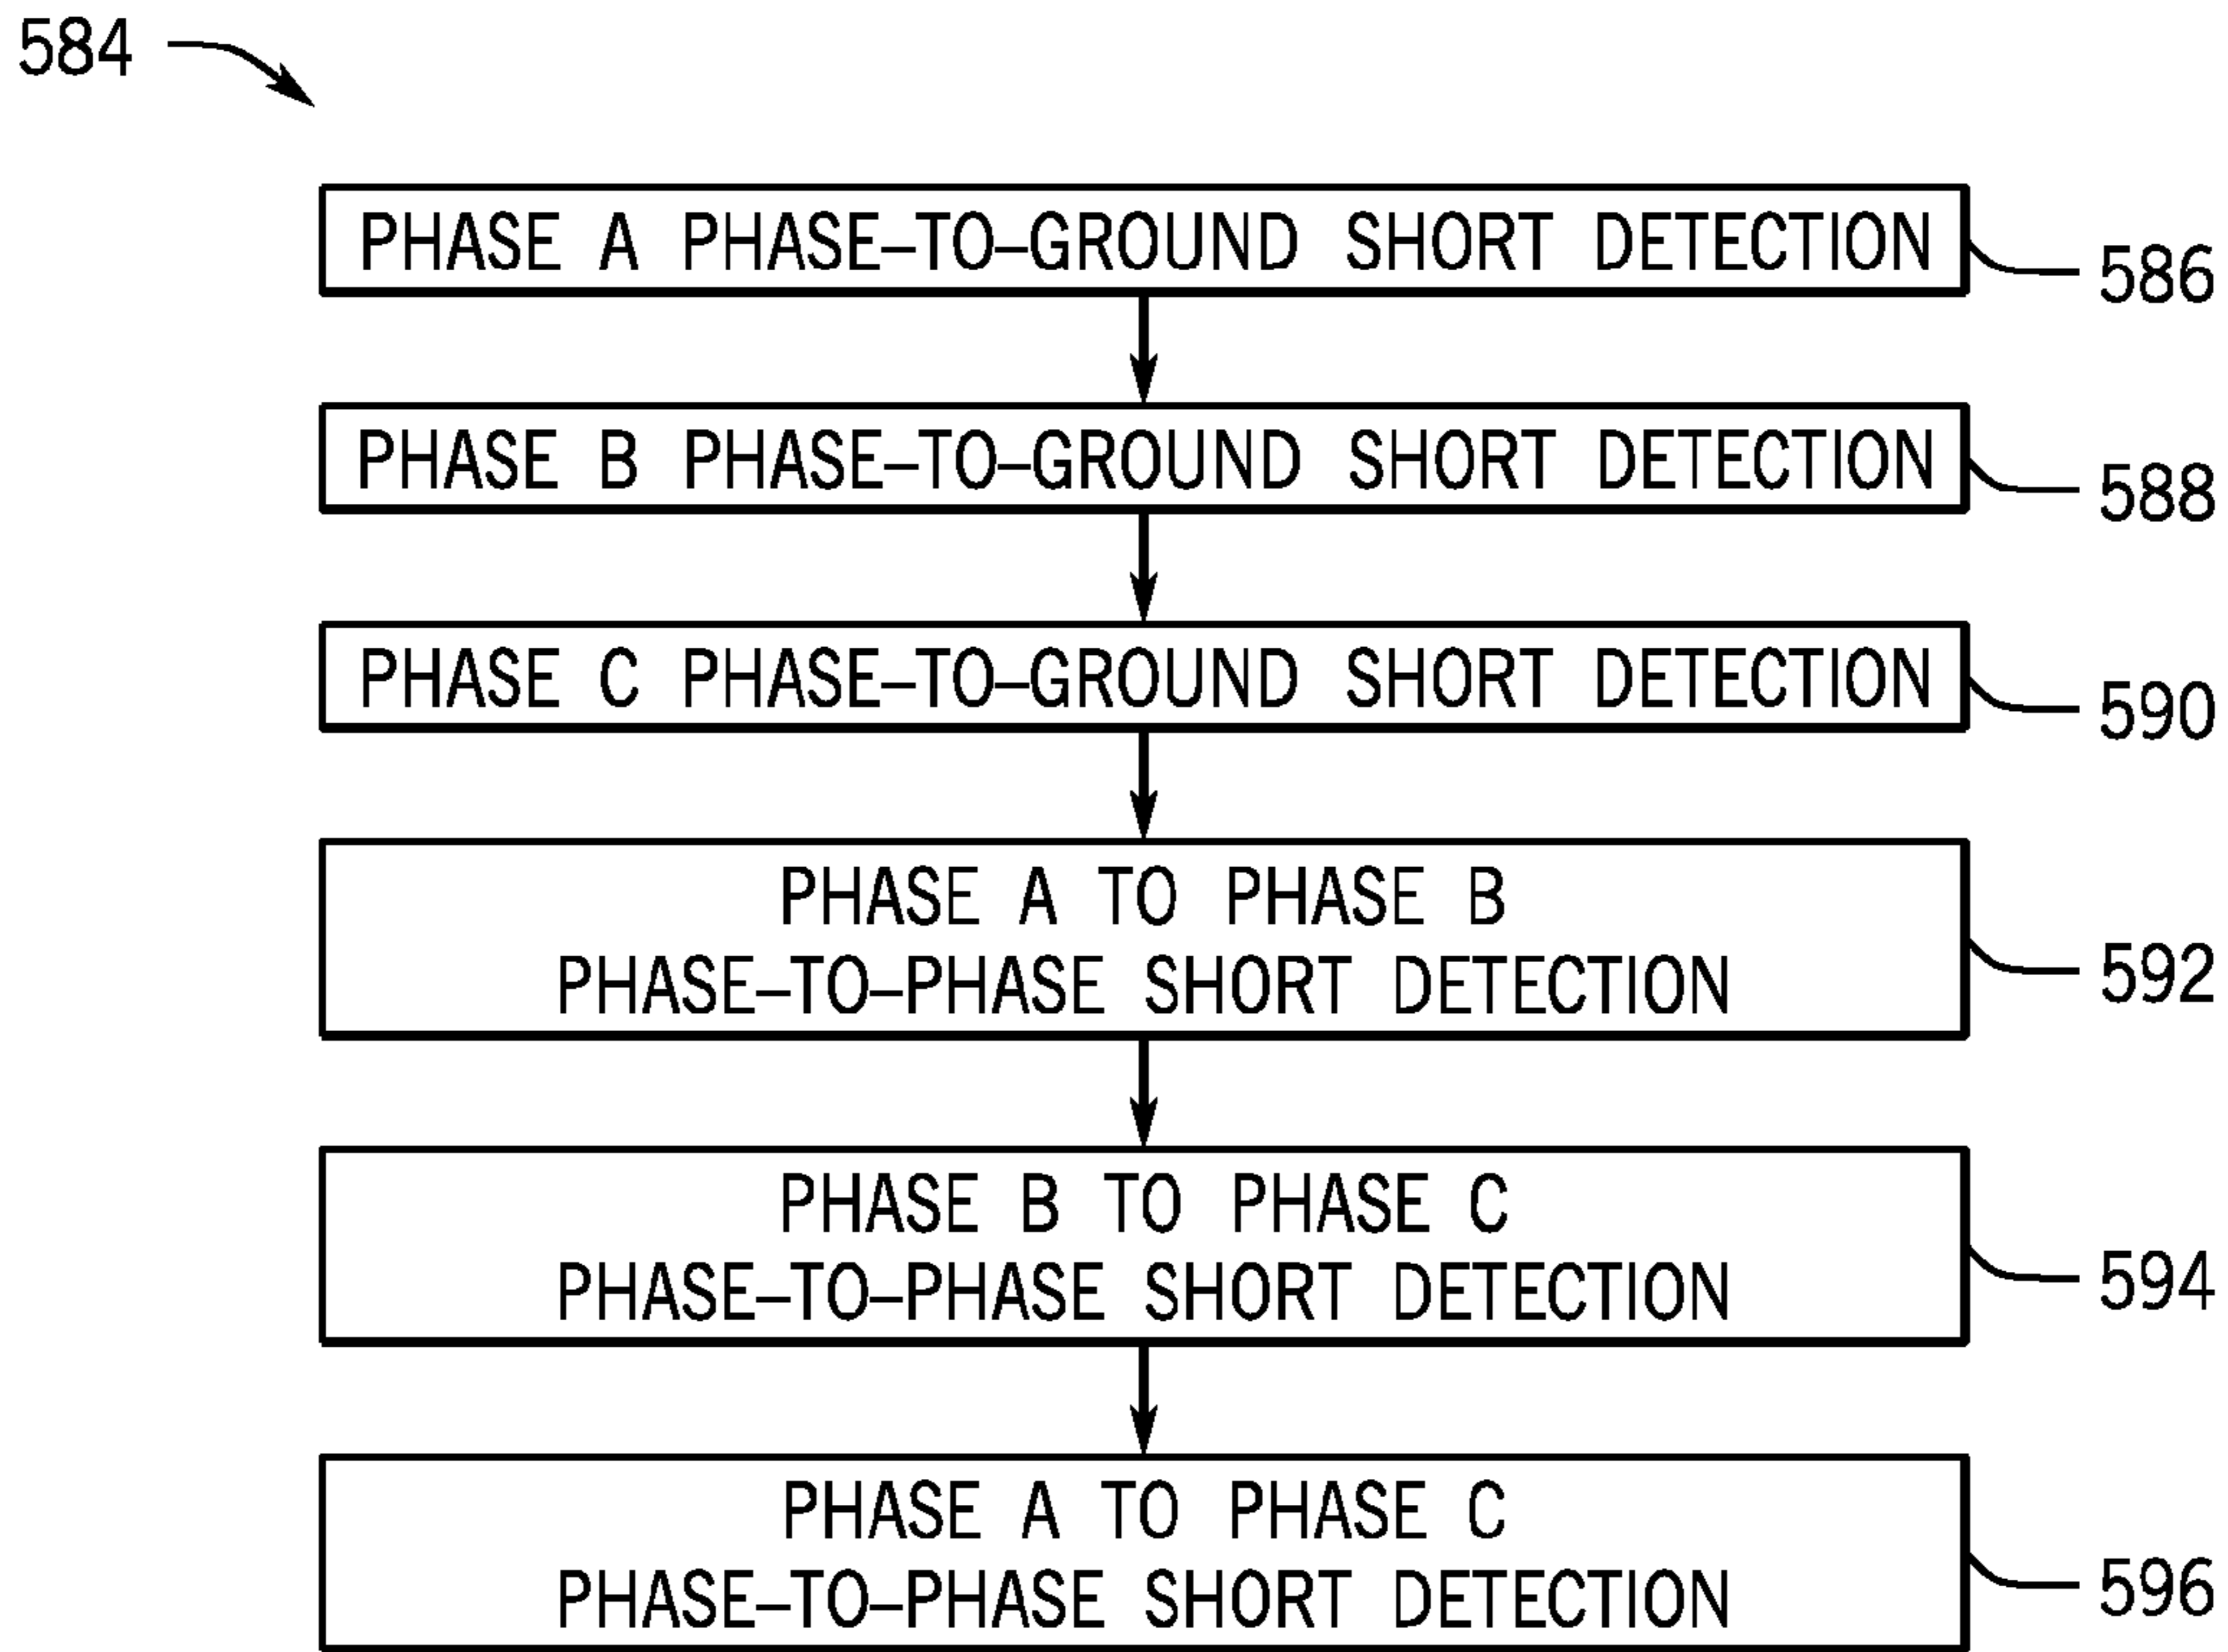 584
PHASE A PHASE–TO–GROUND SHORT DETECTION
586
PHASE B PHASE–TO–GROUND SHORT DETECTION
588
PHASE C PHASE–TO–GROUND SHORT DETECTION
590
PHASE A TO PHASE B
PHASE–TO–PHASE SHORT DETECTION
592
PHASE B TO PHASE C
PHASE–TO–PHASE SHORT DETECTION
594
PHASE A TO PHASE C
PHASE–TO–PHASE SHORT DETECTION
596